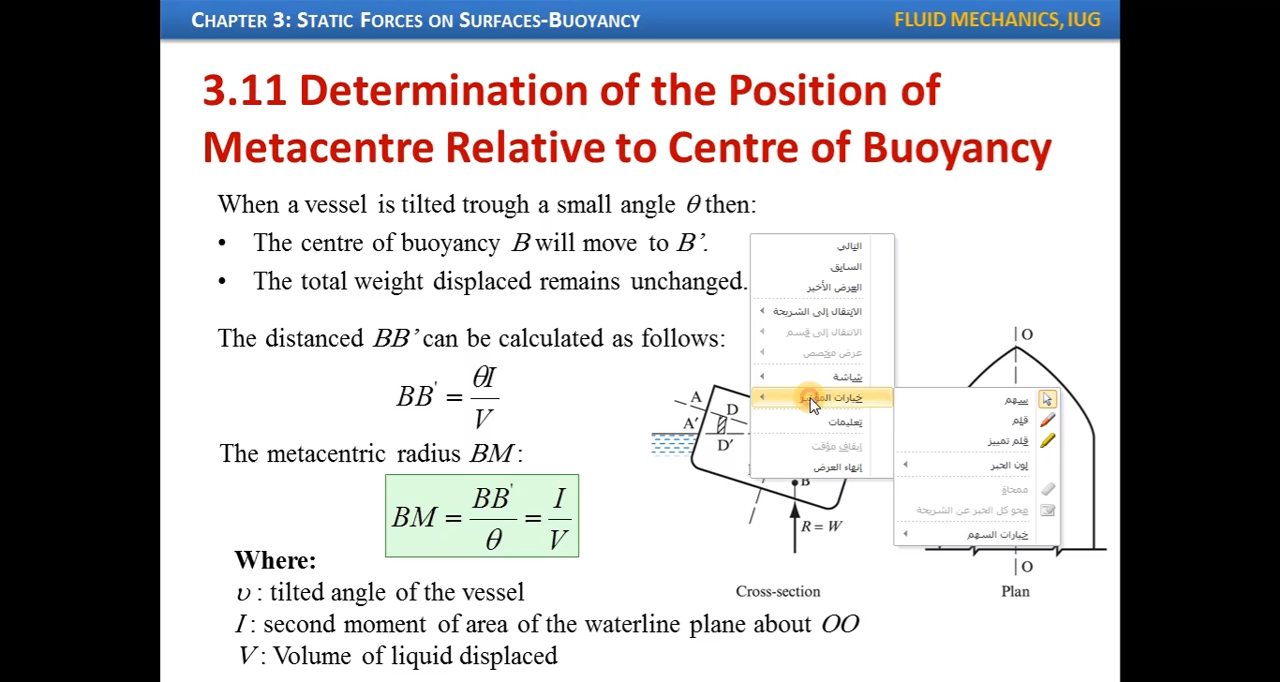 CHAPTER 3: STATIC FORCES ON SURFACES-BUOYANCY
FLUID MECHANICS, IUG
3.11 Determination of the Position of
Metacentre Relative to Centre of Buoyancy
When a vessel is tilted trough a small angle θ then:
• The centre of buoyancy B will move to B’.
• The total weight displaced remains unchanged.
The distanced BB’ can be calculated as follows:
BB' = θI / V
The metacentric radius BM :
BM = BB' / θ = I / V
Where:
υ : tilted angle of the vessel
I : second moment of area of the waterline plane about OO
V : Volume of liquid displaced
التالي
السابق
العرض الأخير
الانتقال إلى الشريحة
الانتقال إلى قسم
عرض مخصص
شاشة
خيارات المؤشر
تعليمات
إيقاف مؤقت
إنهاء العرض
سهم
قلم
قلم تمييز
لون الحبر
ممحاة
محو كل الحبر عن الشريحة
خيارات السهم
A
D
A'
D'
B
R = W
Cross-section
O
O
Plan